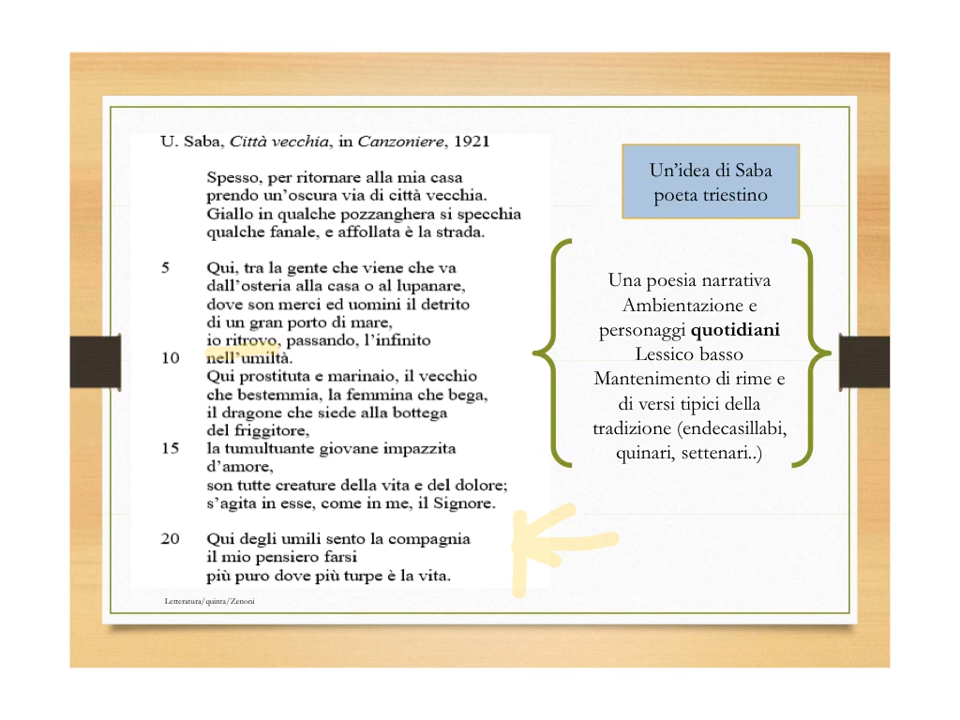 U. Saba, Città vecchia, in Canzoniere, 1921
Spesso, per ritornare alla mia casa
prendo un'oscura via di città vecchia.
Giallo in qualche pozzanghera si specchia
qualche fanale, e affollata è la strada.
5 Qui, tra la gente che viene che va
dall'osteria alla casa o al lupanare,
dove son merci ed uomini il detrito
di un gran porto di mare,
io ritrovo, passando, l'infinito
10 nell'umiltà.
Qui prostituta e marinaio, il vecchio
che bestemmia, la femmina che bega,
il dragone che siede alla bottega
del friggitore,
15 la tumultuante giovane impazzita
d'amore,
son tutte creature della vita e del dolore;
s'agita in esse, come in me, il Signore.
20 Qui degli umili sento la compagnia
il mio pensiero farsi
più puro dove più turpe è la vita.
Letteratura/quinta/Zenoni
Un'idea di Saba
poeta triestino
Una poesia narrativa
Ambientazione e
personaggi quotidiani
Lessico basso
Mantenimento di rime e
di versi tipici della
tradizione (endecasillabi,
quinari, settenari..)